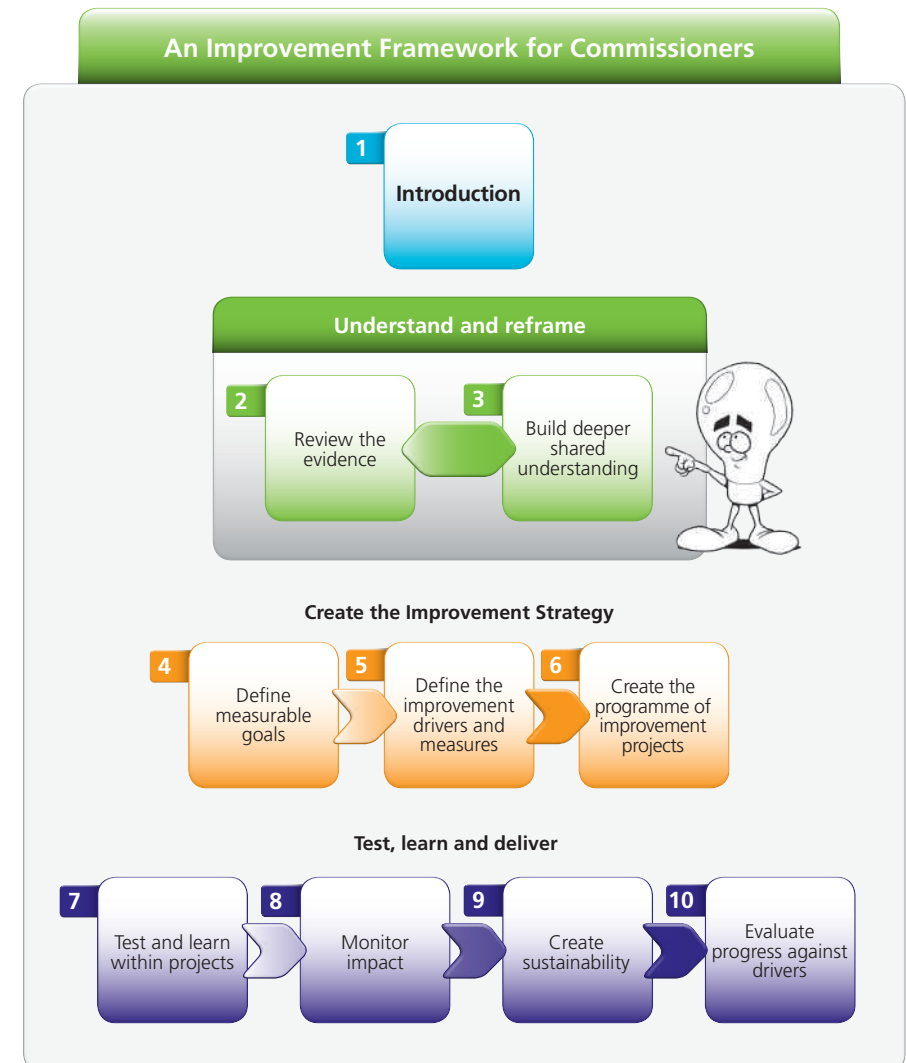 An Improvement Framework for Commissioners
1
Introduction
Understand and reframe
2
Review the
evidence
3
Build deeper
shared
understanding
Create the Improvement Strategy
4
Define
measurable
goals
5
Define the
improvement
drivers and
measures
6
Create the
programme of
improvement
projects
Test, learn and deliver
7
Test and learn
within projects
8
Monitor
impact
9
Create
sustainability
10
Evaluate
progress against
drivers